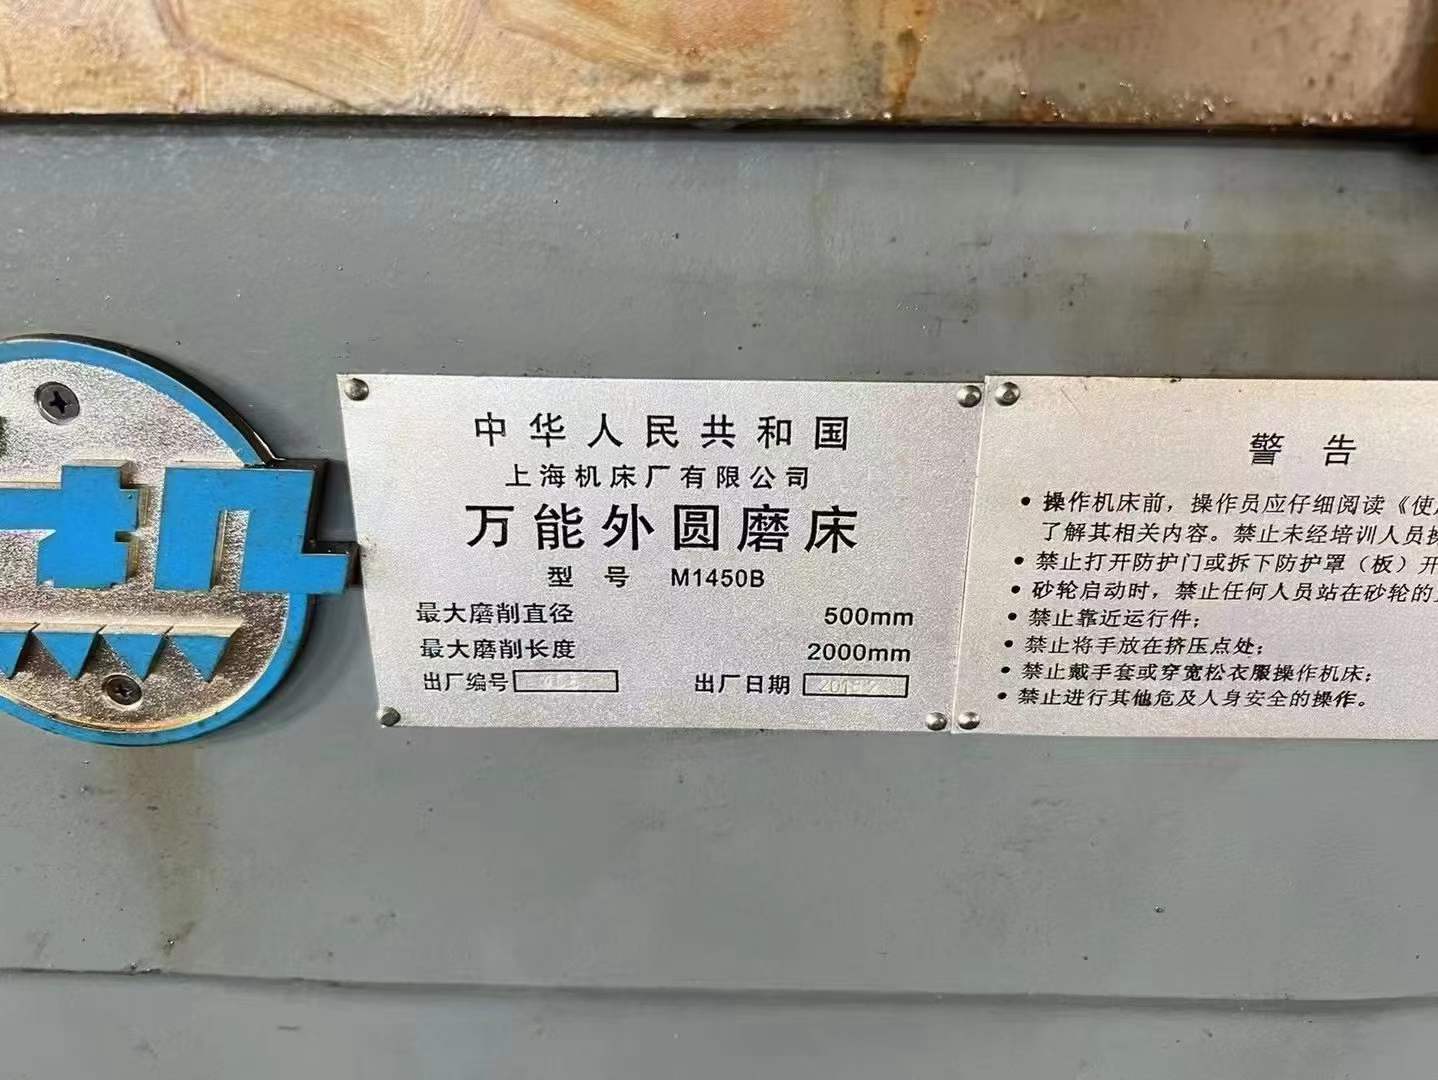 上机
中华人民共和国
上海机床厂有限公司
万能外圆磨床
型 号 M1450B
最大磨削直径 500mm
最大磨削长度 2000mm
出厂编号
出厂日期
警 告
• 操作机床前，操作员应仔细阅读《使
了解其相关内容。禁止未经培训人员
• 禁止打开防护门或拆下防护罩（板）开
• 砂轮启动时，禁止任何人员站在砂轮的
• 禁止靠近运行件；
• 禁止将手放在挤压点处；
• 禁止戴手套或穿宽松衣服操作机床；
• 禁止进行其他危及人身安全的操作。